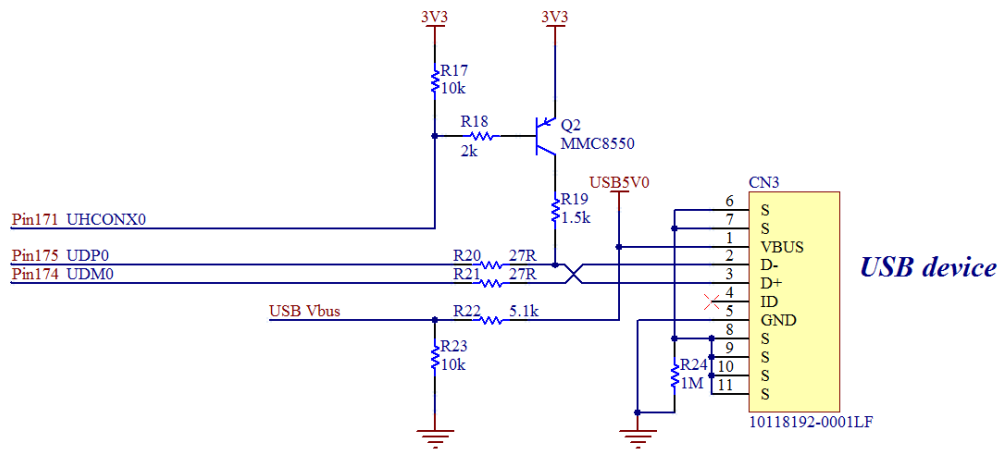 3V3 3V3
R17
10k
R18
2k
Q2
MMC8550
USB5V0
CN3
R19
1.5k
6 S
7 S
1 VBUS
2 D-
3 D+
4 ID
5 GND
8 S
9 S
10 S
11 S
Pin171 UHCONX0
Pin175 UDP0
R20 27R
Pin174 UDM0
R21 27R
USB device
USB Vbus
R22 5.1k
R23
10k
R24
1M
10118192-0001LF